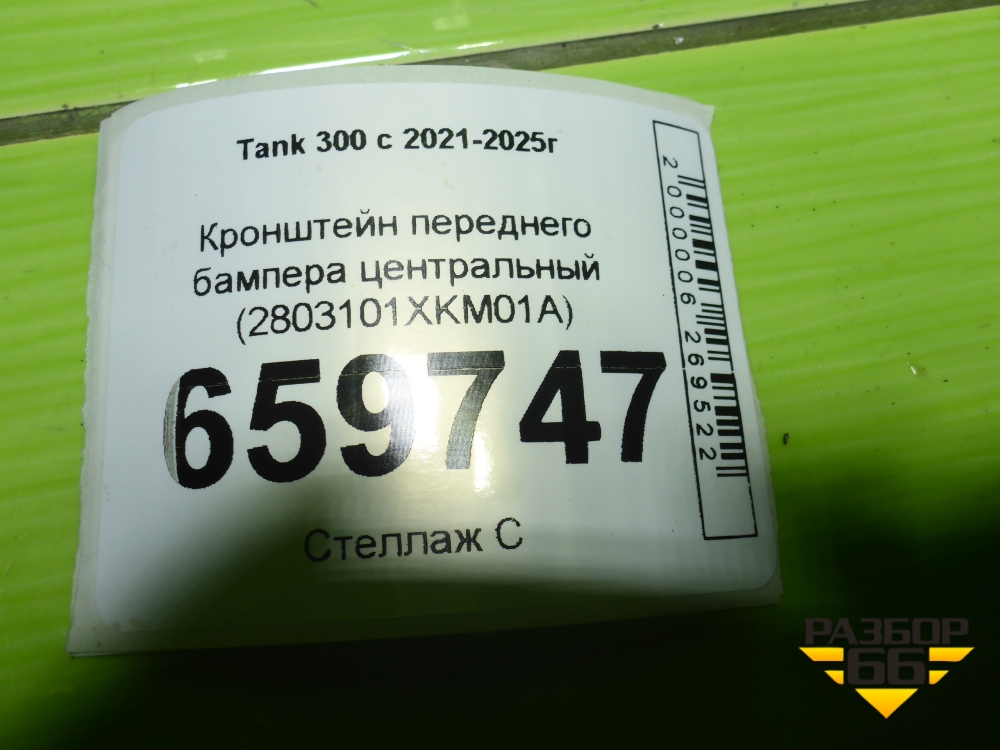 Tank 300 с 2021-2025г
Кронштейн переднего
бампера центральный
(2803101XKM01A)
659747
Стеллаж С
2000006269522
РАЗБОР
66